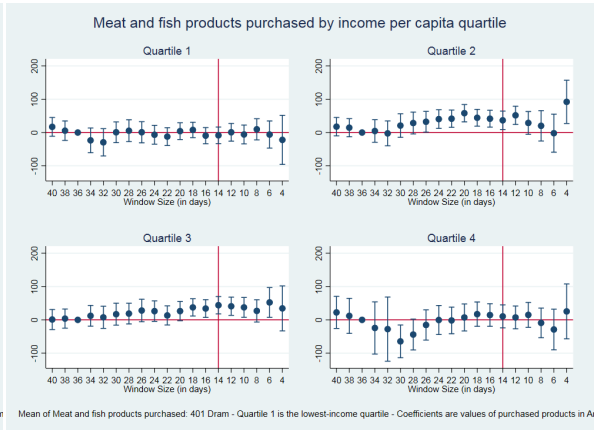 Meat and fish products purchased by income per capita quartile
Quartile 1
200
100
0
-100
40 38 36 34 32 30 28 26 24 22 20 18 16 14 12 10 8 6 4
Window Size (in days)
Quartile 2
200
100
0
-100
40 38 36 34 32 30 28 26 24 22 20 18 16 14 12 10 8 6 4
Window Size (in days)
Quartile 3
200
100
0
-100
40 38 36 34 32 30 28 26 24 22 20 18 16 14 12 10 8 6 4
Window Size (in days)
Quartile 4
200
100
0
-100
40 38 36 34 32 30 28 26 24 22 20 18 16 14 12 10 8 6 4
Window Size (in days)
Mean of Meat and fish products purchased: 401 Dram - Quartile 1 is the lowest-income quartile - Coefficients are values of purchased products in